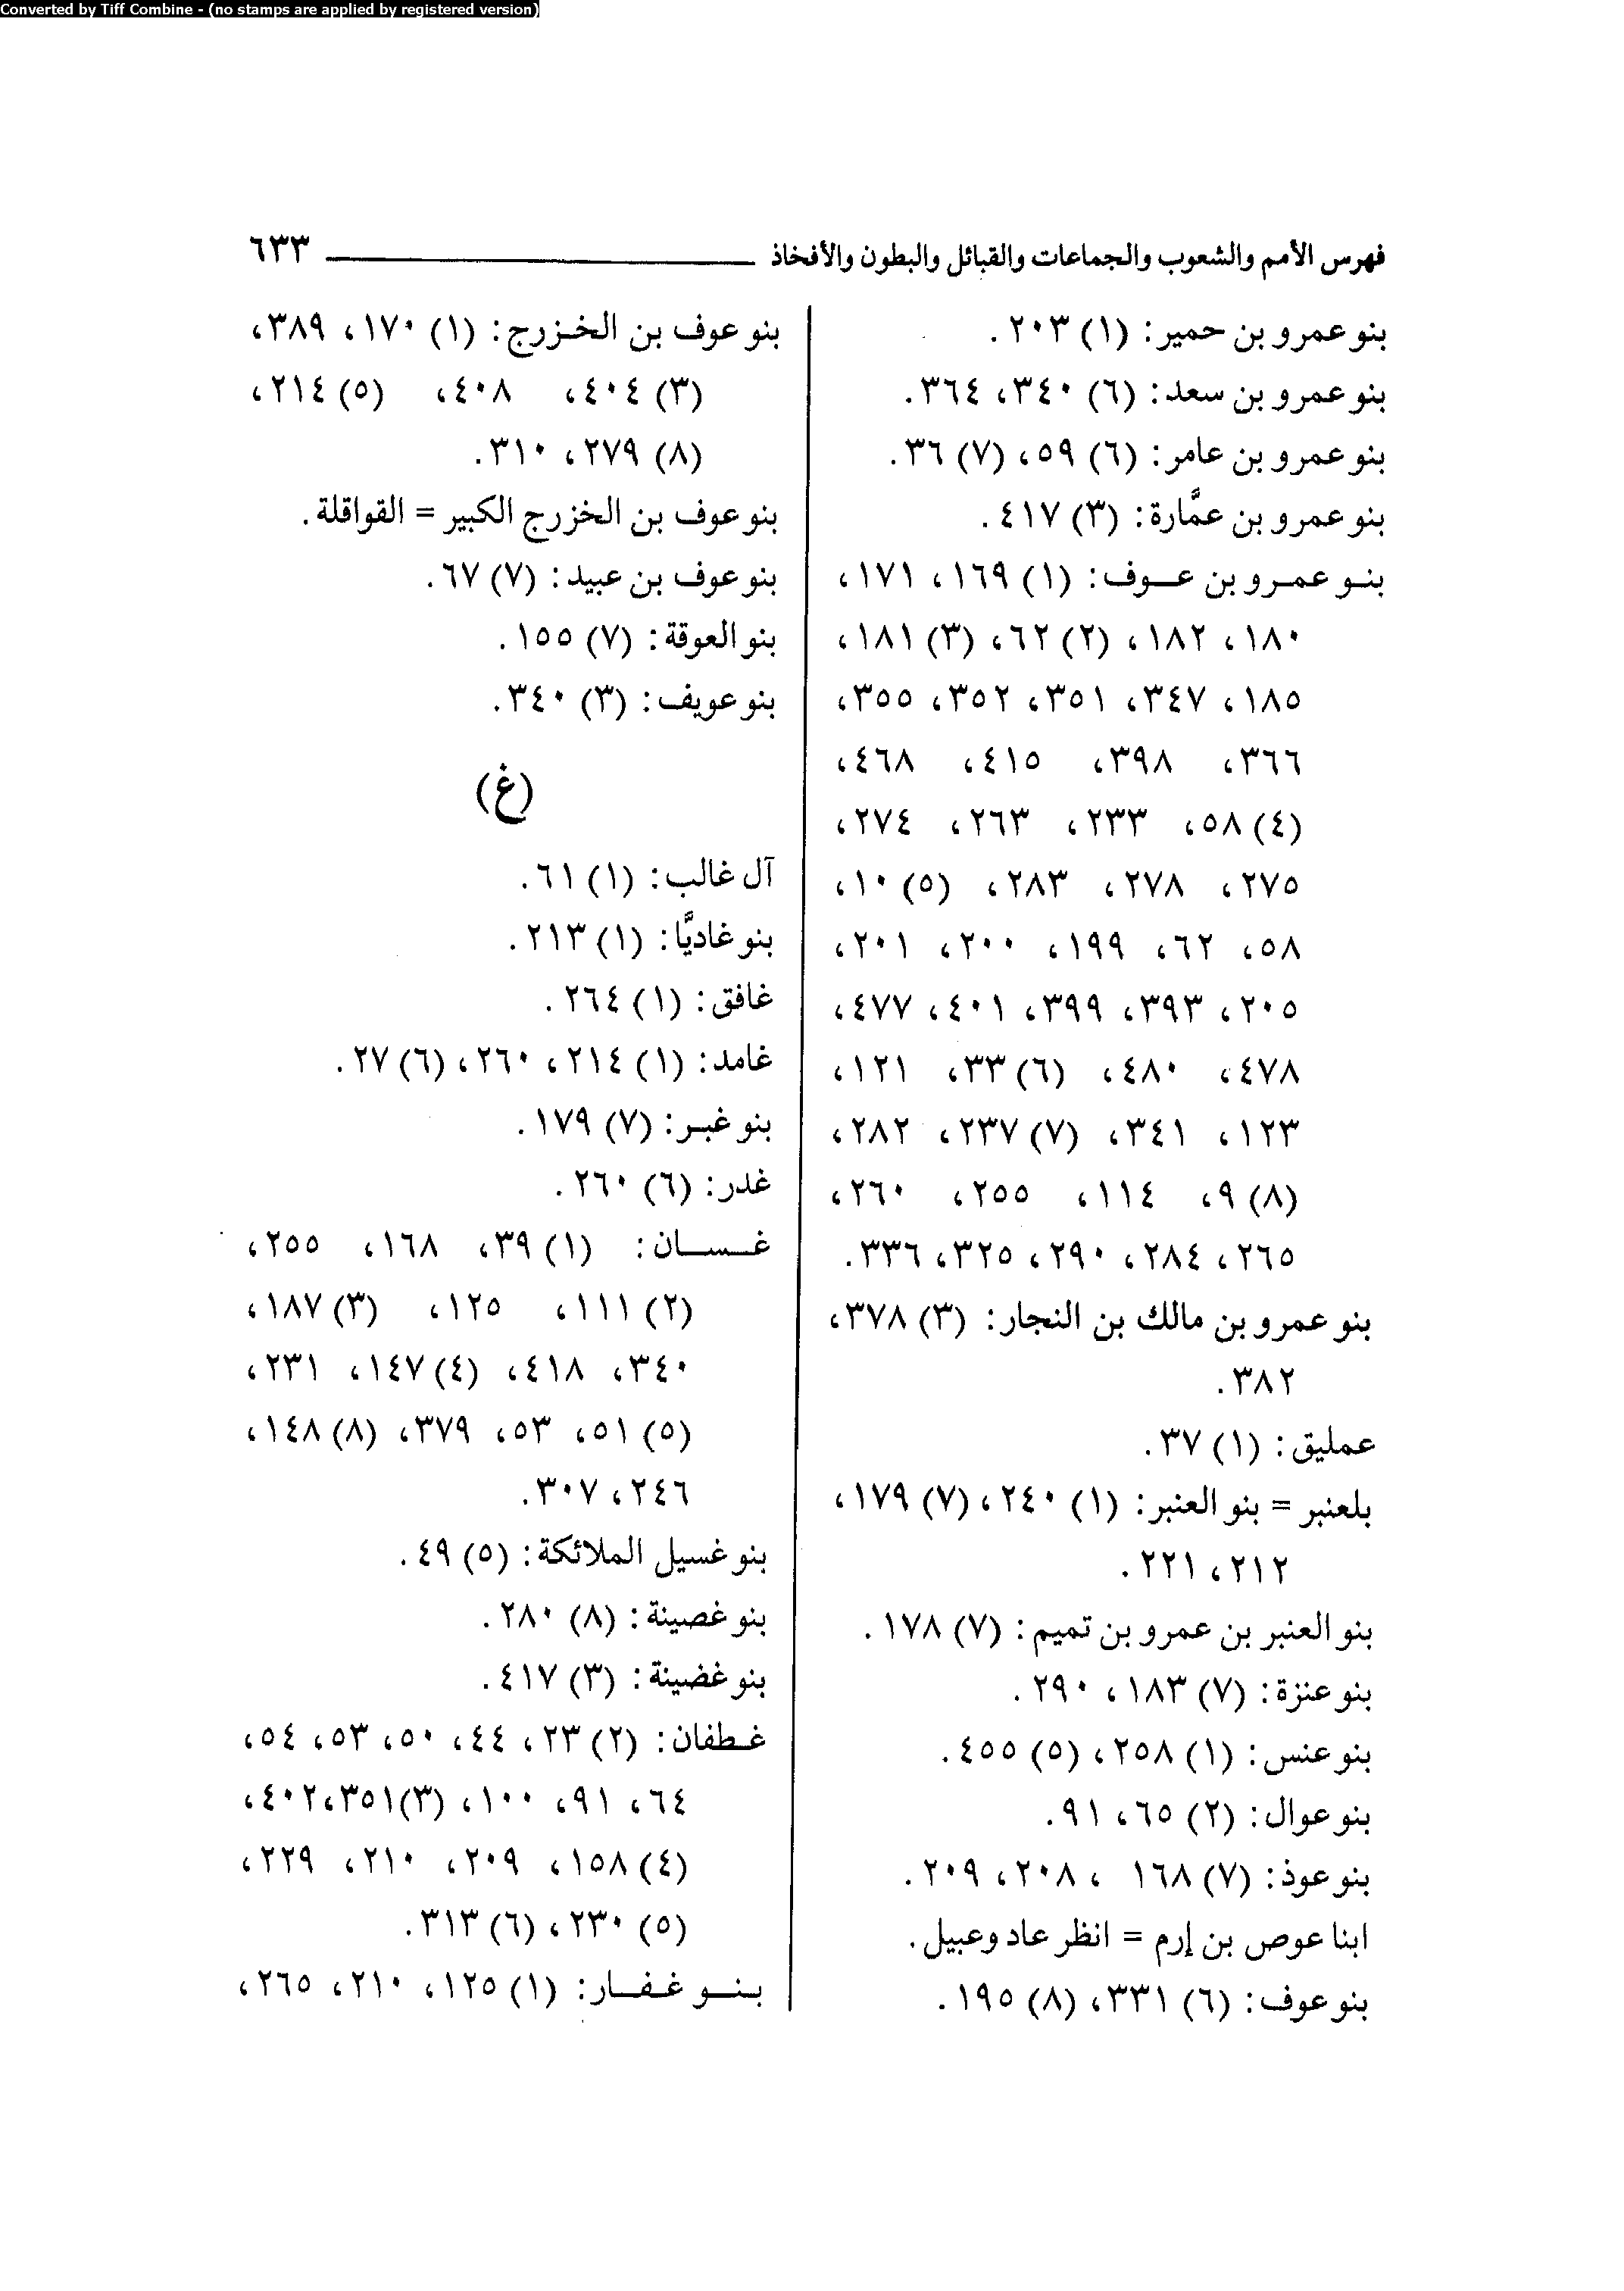 Converted by Tiff Combine - (no stamps are applied by registered version)
فهرس الأمم والشعوب والجماعات والقبائل والبطون والأفخاذ ٦٣٣
بنو عمرو بن حمير: (١) ٢٠٣.
بنو عمرو بن سعد: (٦) ٣٤٠، ٣٦٤.
بنو عمرو بن عامر: (٦) ٥٩، (٧) ٣٦.
بنو عمرو بن عمَّارة: (٣) ٤١٧.
بنو عمرو بن عوف: (١) ١٦٩، ١٧١،
١٨٠، ١٨٢، (٢) ٦٢، (٣) ١٨١،
١٨٥، ٣٤٧، ٣٥١، ٣٥٢، ٣٥٥،
٣٦٦، ٣٩٨، ٤١٥، ٤٦٨،
(٤) ٥٨، ٢٣٣، ٢٦٣، ٢٧٤،
٢٧٥، ٢٧٨، ٢٨٣، (٥) ١٠،
٥٨، ٦٢، ١٩٩، ٢٠٠، ٢٠١،
٢٠٥، ٣٩٣، ٣٩٩، ٤٠١، ٤٧٧،
٤٧٨، ٤٨٠، (٦) ٣٣، ١٢١،
١٢٣، ٣٤١، (٧) ٢٣٧، ٢٨٢،
(٨) ٩، ١١٤، ٢٥٥، ٢٦٠،
٢٦٥، ٢٨٤، ٢٩٠، ٣٢٥، ٣٣٦.
بنو عمرو بن مالك بن النجار: (٣) ٣٧٨،
٣٨٢.
عمليق: (١) ٣٧.
بلعنبر = بنو العنبر: (١) ٢٤٠، (٧) ١٧٩،
٢١٢، ٢٢١.
بنو العنبر بن عمرو بن تميم: (٧) ١٧٨.
بنو عنزة: (٧) ١٨٣، ٢٩٠.
بنو عنس: (١) ٢٥٨، (٥) ٤٥٥.
بنو عوال: (٢) ٦٥، ٩١.
بنو عوذ: (٧) ١٦٨ ، ٢٠٨، ٢٠٩.
ابنا عوص بن إرم = انظر عاد وعبيل.
بنو عوف: (٦) ٣٣١، (٨) ١٩٥.
بنو عوف بن الخزرج: (١) ١٧٠، ٣٨٩،
(٣) ٤٠٤، ٤٠٨، (٥) ٢١٤،
(٨) ٢٧٩، ٣١٠.
بنو عوف بن الخزرج الكبير = القواقلة.
بنو عوف بن عبيد: (٧) ٦٧.
بنو العوقة: (٧) ١٥٥.
بنو عويف: (٣) ٣٤٠.
(غ)
آل غالب: (١) ٦١.
بنو غاديًّا: (١) ٢١٣.
غافق: (١) ٢٦٤.
غامد: (١) ٢١٤، ٢٦٠، (٦) ٢٧.
بنو غبر: (٧) ١٧٩.
غدر: (٦) ٢٦٠.
غسان: (١) ٣٩، ١٦٨، ٢٥٥،
(٢) ١١١، ١٢٥، (٣) ١٨٧،
٣٤٠، ٤١٨، (٤) ١٤٧، ٢٣١،
(٥) ٥١، ٥٣، ٣٧٩، (٨) ١٤٨،
٢٤٦، ٣٠٧.
بنو غسيل الملائكة: (٥) ٤٩.
بنو غصينة: (٨) ٢٨٠.
بنو غضينة: (٣) ٤١٧.
غطفان: (٢) ٢٣، ٤٤، ٥٠، ٥٣، ٥٤،
٦٤، ٩١، ١٠٠، (٣) ٣٥١، ٤٠٢،
(٤) ١٥٨، ٢٠٩، ٢١٠، ٢٢٩،
(٥) ٢٣٠، (٦) ٣١٣.
بنو غفار: (١) ١٢٥، ٢١٠، ٢٦٥،